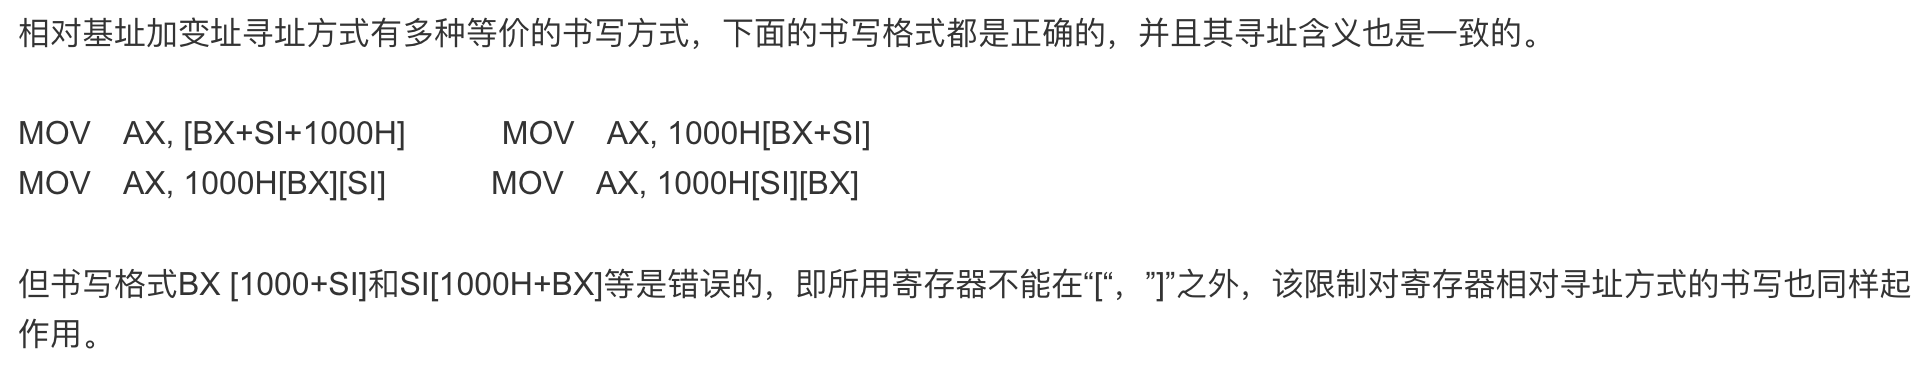 相对基址加变址寻址方式有多种等价的书写方式，下面的书写格式都是正确的，并且其寻址含义也是一致的。
MOV AX, [BX+SI+1000H] MOV AX, 1000H[BX+SI]
MOV AX, 1000H[BX][SI] MOV AX, 1000H[SI][BX]
但书写格式BX [1000+SI]和SI[1000H+BX]等是错误的，即所用寄存器不能在“[“，”]”之外，该限制对寄存器相对寻址方式的书写也同样起
作用。